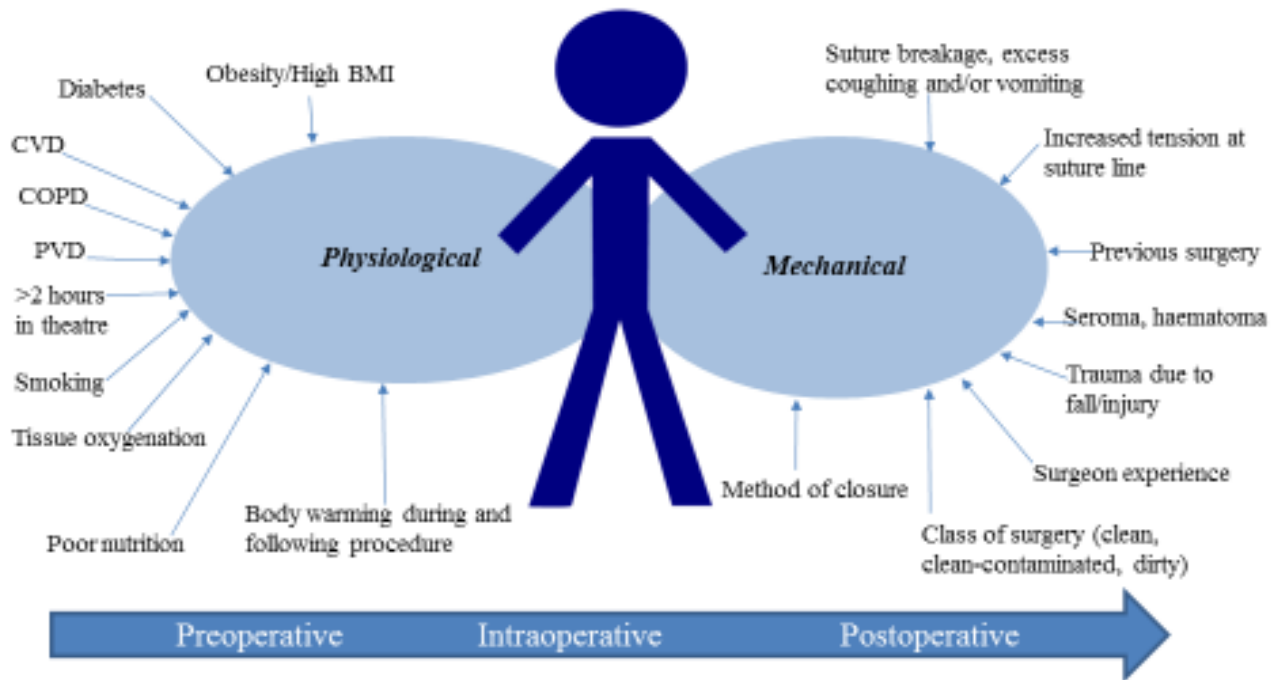 Obesity/High BMI
Diabetes
CVD
COPD
PVD
>2 hours
in theatre
Smoking
Tissue oxygenation
Poor nutrition
Body warming during and
following procedure
Physiological
Suture breakage, excess
coughing and/or vomiting
Increased tension at
suture line
Previous surgery
Seroma, haematoma
Trauma due to
fall/injury
Surgeon experience
Class of surgery (clean,
clean-contaminated, dirty)
Method of closure
Mechanical
Preoperative
Intraoperative
Postoperative